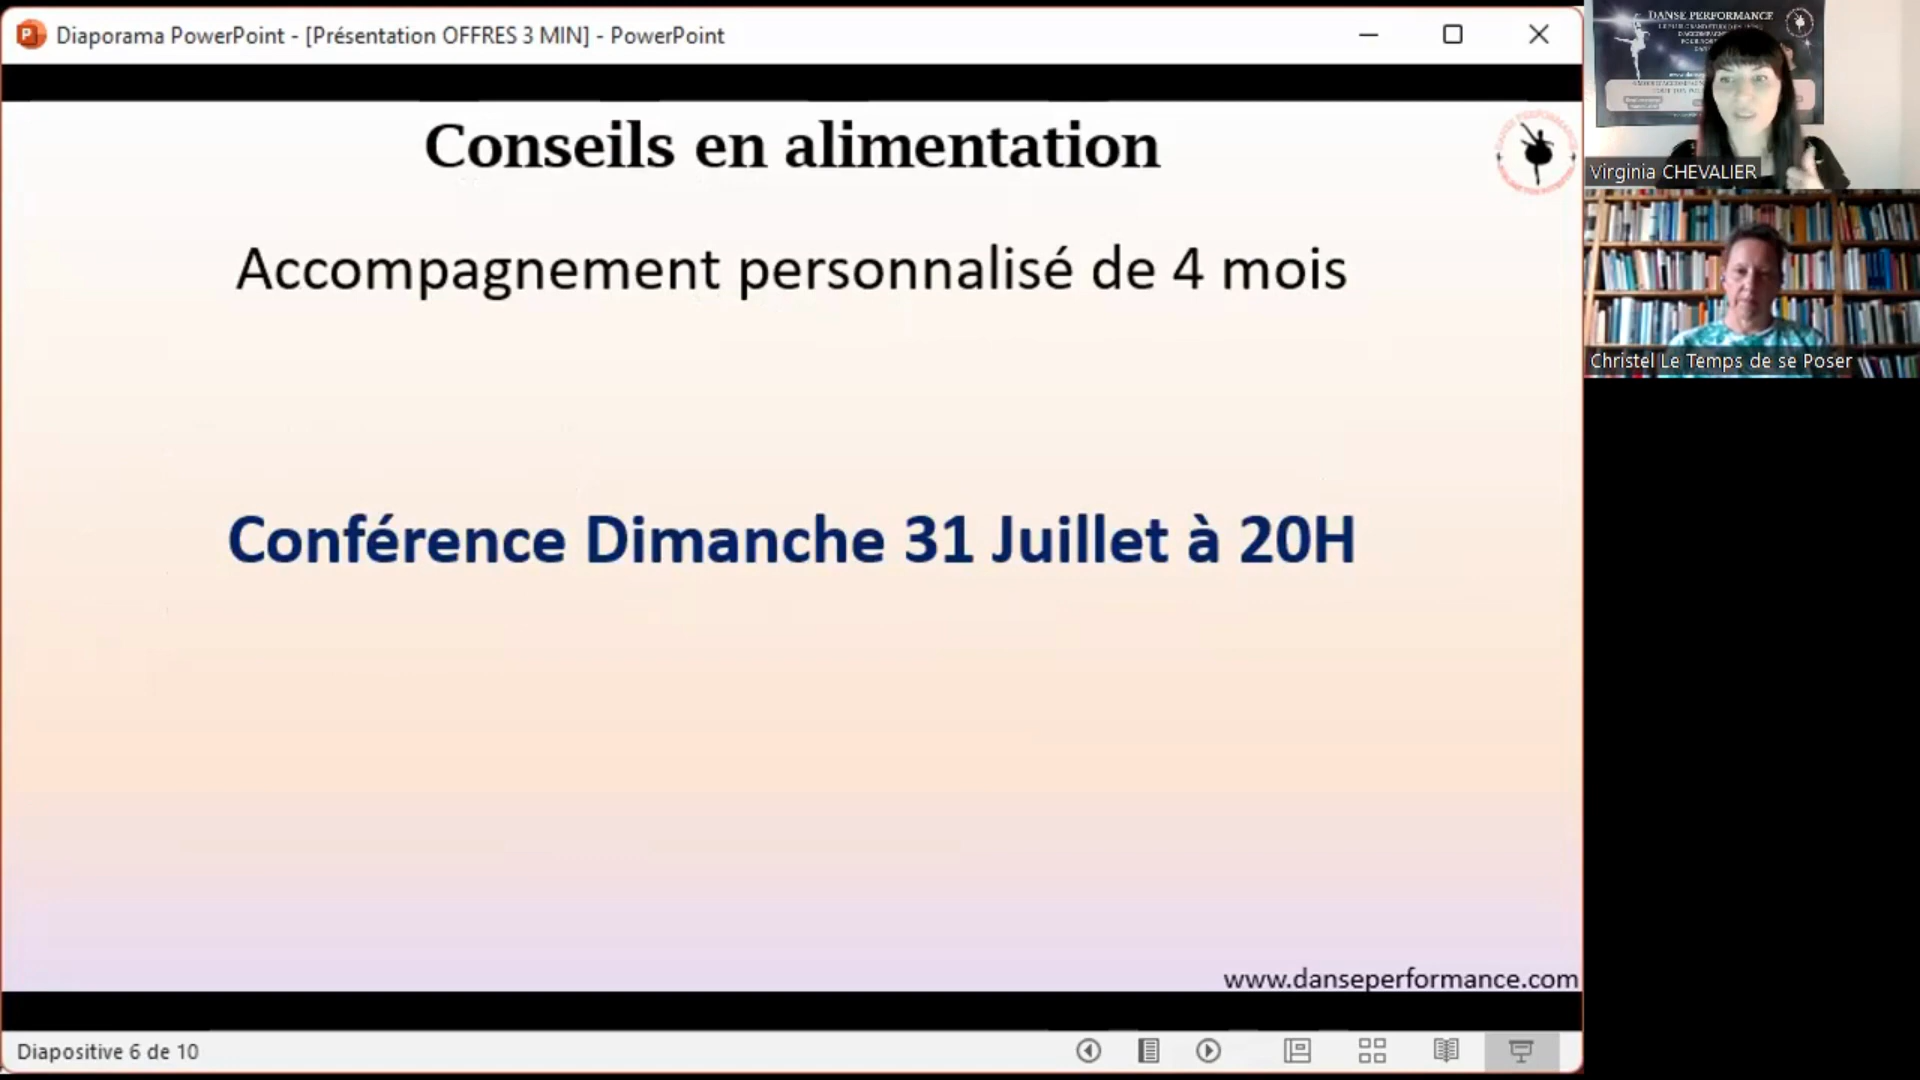 Diaporama PowerPoint - [Présentation OFFRES 3 MIN] - PowerPoint
Conseils en alimentation
Accompagnement personnalisé de 4 mois
Conférence Dimanche 31 Juillet à 20H
www.danseperformance.com
Diapositive 6 de 10
DANSE PERFORMANCE
Virginia CHEVALIER
Christel Le Temps de se Poser